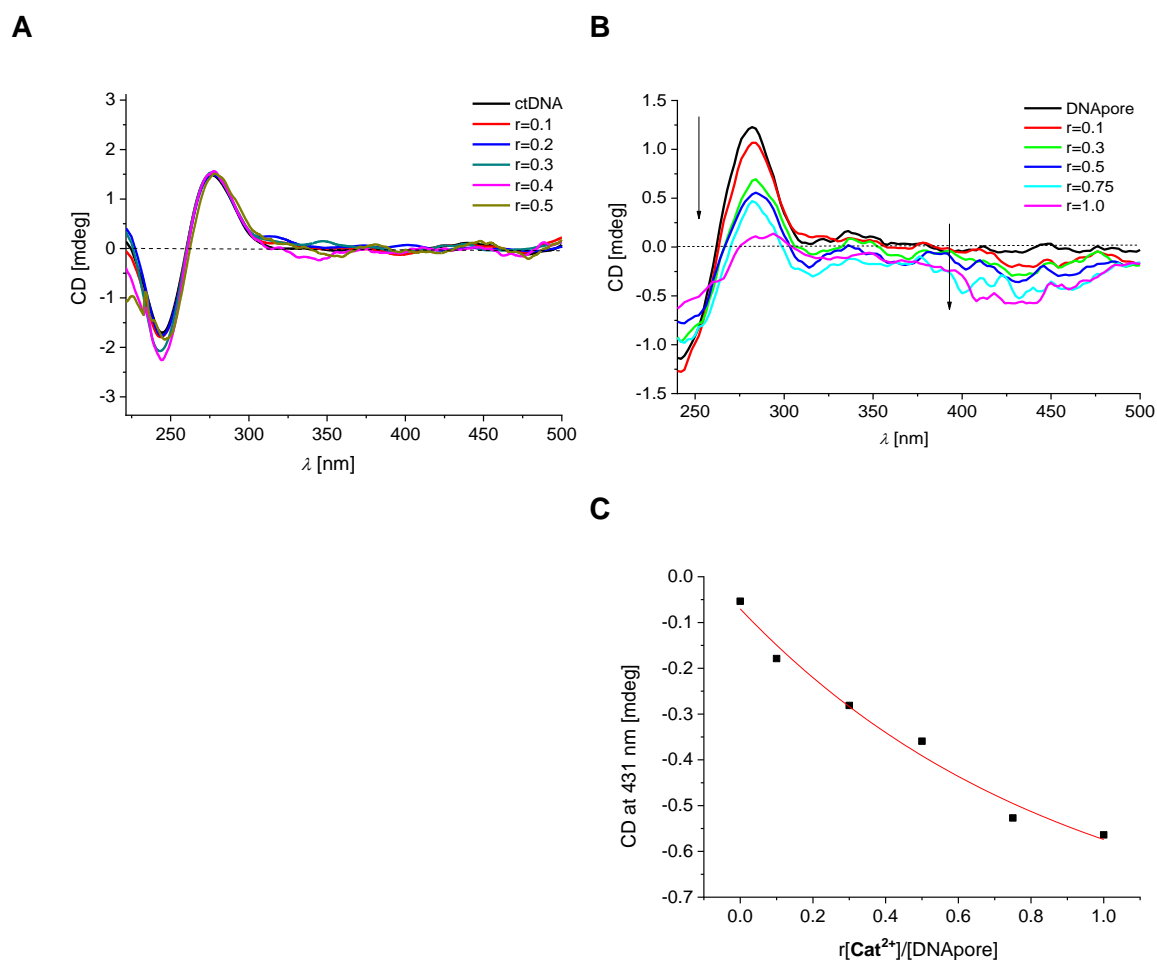 A
3
2
1
0
-1
-2
-3
CD [mdeg]
250 300 350 400 450 500
λ [nm]
ctDNA
r=0.1
r=0.2
r=0.3
r=0.4
r=0.5
B
1.5
1.0
0.5
0.0
-0.5
-1.0
-1.5
CD [mdeg]
250 300 350 400 450 500
λ [nm]
DNApore
r=0.1
r=0.3
r=0.5
r=0.75
r=1.0
C
0.0
-0.1
-0.2
-0.3
-0.4
-0.5
-0.6
-0.7
CD at 431 nm [mdeg]
0.0 0.2 0.4 0.6 0.8 1.0
r[Cat²⁺]/[DNApore]